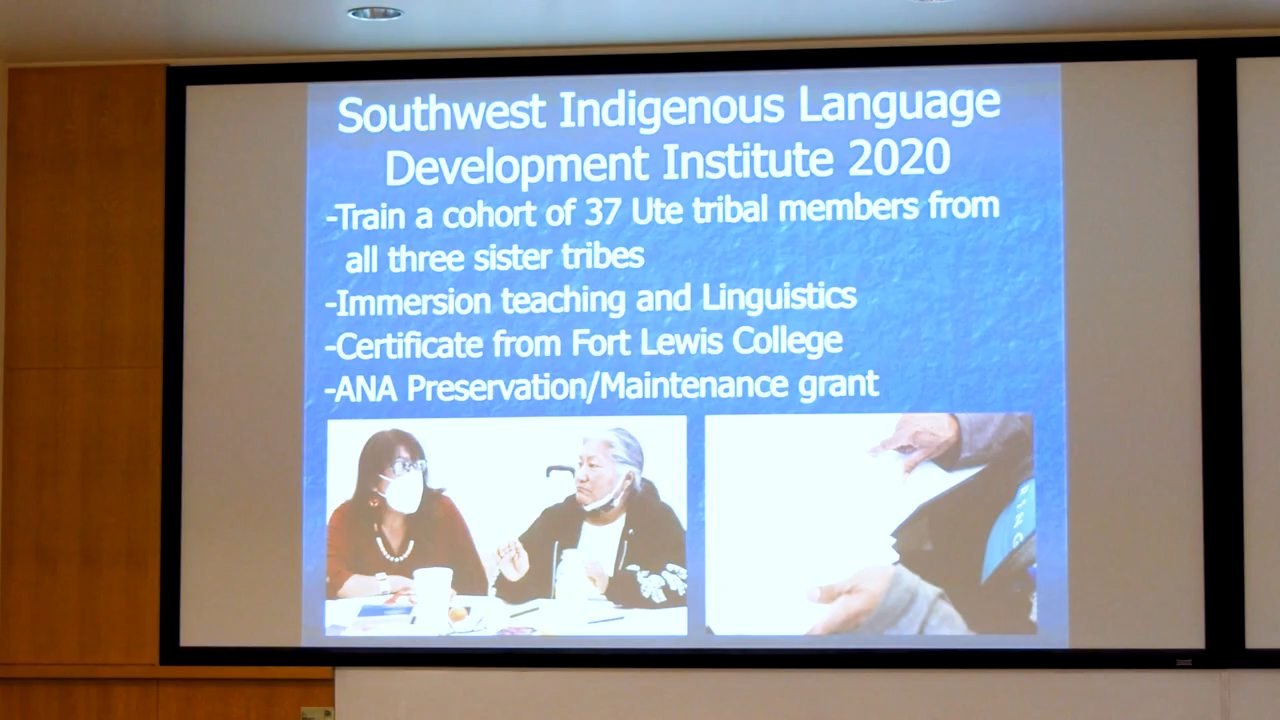 Southwest Indigenous Language
Development Institute 2020
-Train a cohort of 37 Ute tribal members from
all three sister tribes
-Immersion teaching and Linguistics
-Certificate from Fort Lewis College
-ANA Preservation/Maintenance grant